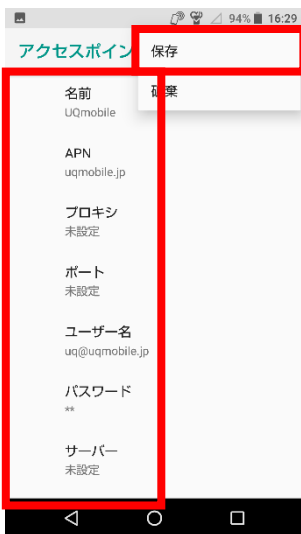 94% 16:29
アクセスポイン
保存
破棄
名前
UQmobile
APN
uqmobile.jp
プロキシ
未設定
ポート
未設定
ユーザー名
uq@uqmobile.jp
パスワード
**
サーバー
未設定